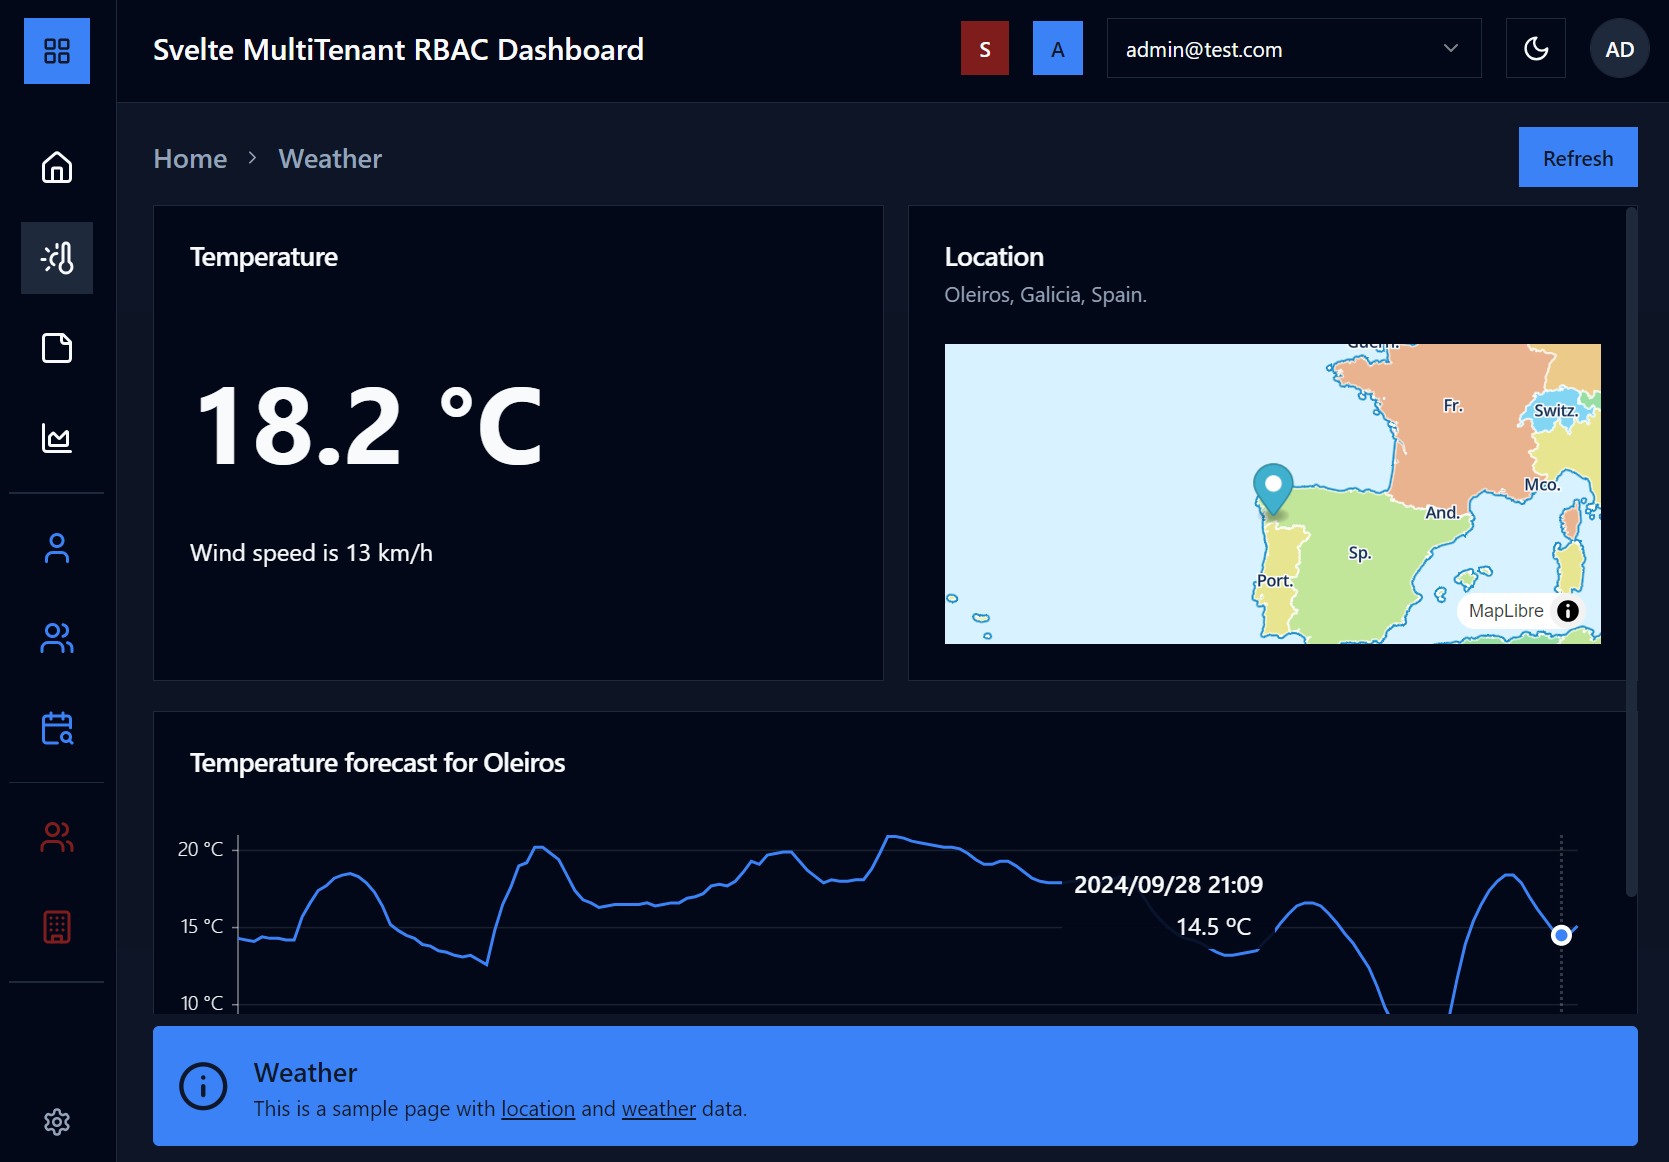 Svelte MultiTenant RBAC Dashboard
S
A
admin@test.com
AD
Home
Weather
Refresh
Temperature
18.2 °C
Wind speed is 13 km/h
Location
Oleiros, Galicia, Spain.
Guern.
Fr.
Switz.
Mco.
And.
Sp.
Port.
MapLibre
Temperature forecast for Oleiros
20 °C
2024/09/28 21:09
15 °C
14.5 °C
10 °C
Weather
This is a sample page with location and weather data.